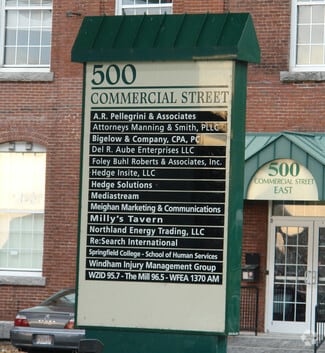 500
COMMERCIAL STREET
A.R. Pellegrini & Associates
Attorneys Manning & Smith, PLLC
Bigelow & Company, CPA, PC
Del R. Aube Enterprises LLC
Foley Buhl Roberts & Associates, Inc.
Hedge Insite, LLC
Hedge Solutions
Mediastream
Meighan Marketing & Communications
Milly's Tavern
Northland Energy Trading, LLC
Re:Search International
Springfield College - School of Human Services
Windham Injury Management Group
WZID 95.7 - The Mill 96.5 - WFEA 1370 AM
500
COMMERCIAL STREET
EAST